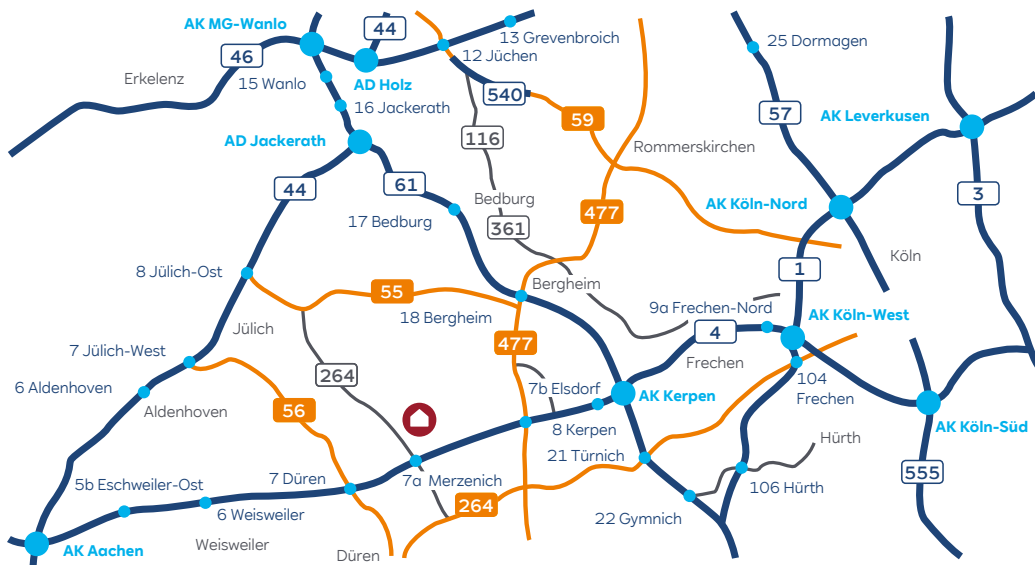 AK MG-Wanlo
44
13 Grevenbroich
12 Jüchen
25 Dormagen
46
Erkelenz
15 Wanlo
AD Holz
16 Jackerath
540
59
57
AK Leverkusen
AD Jackerath
116
Rommerskirchen
44
61
Bedburg
477
3
17 Bedburg
361
AK Köln-Nord
Köln
8 Jülich-Ost
1
55
Bergheim
18 Bergheim
9a Frechen-Nord
AK Köln-West
Jülich
477
4
7 Jülich-West
264
Frechen
6 Aldenhoven
7b Elsdorf
AK Kerpen
104
Frechen
Aldenhoven
56
8 Kerpen
Hürth
AK Köln-Süd
21 Türnich
555
5b Eschweiler-Ost
7 Düren
7a Merzenich
106 Hürth
264
6 Weisweiler
22 Gymnich
AK Aachen
Weisweiler
Düren